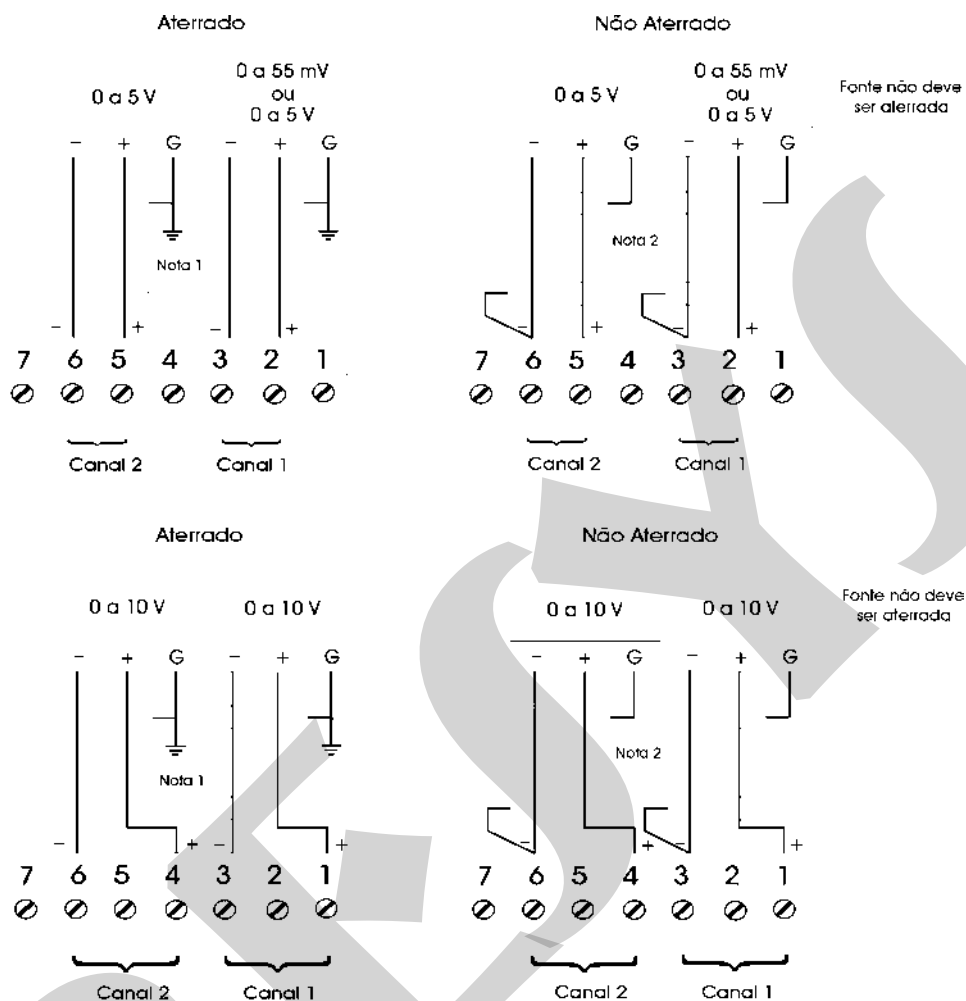 Aterrado
0 a 5 V
0 a 55 mV
ou
0 a 5 V
− + G − + G
Nota 1
− + − +
7 6 5 4 3 2 1
Canal 2 Canal 1
Não Aterrado
0 a 5 V
0 a 55 mV
ou
0 a 5 V
Fonte não deve
ser aterrada
− + G − + G
Nota 2
− + − +
7 6 5 4 3 2 1
Canal 2 Canal 1
Aterrado
0 a 10 V 0 a 10 V
− + G − + G
Nota 1
− + − +
7 6 5 4 3 2 1
Canal 2 Canal 1
Não Aterrado
0 a 10 V 0 a 10 V
Fonte não deve
ser aterrada
− + G − + G
Nota 2
− + − +
7 6 5 4 3 2 1
Canal 2 Canal 1